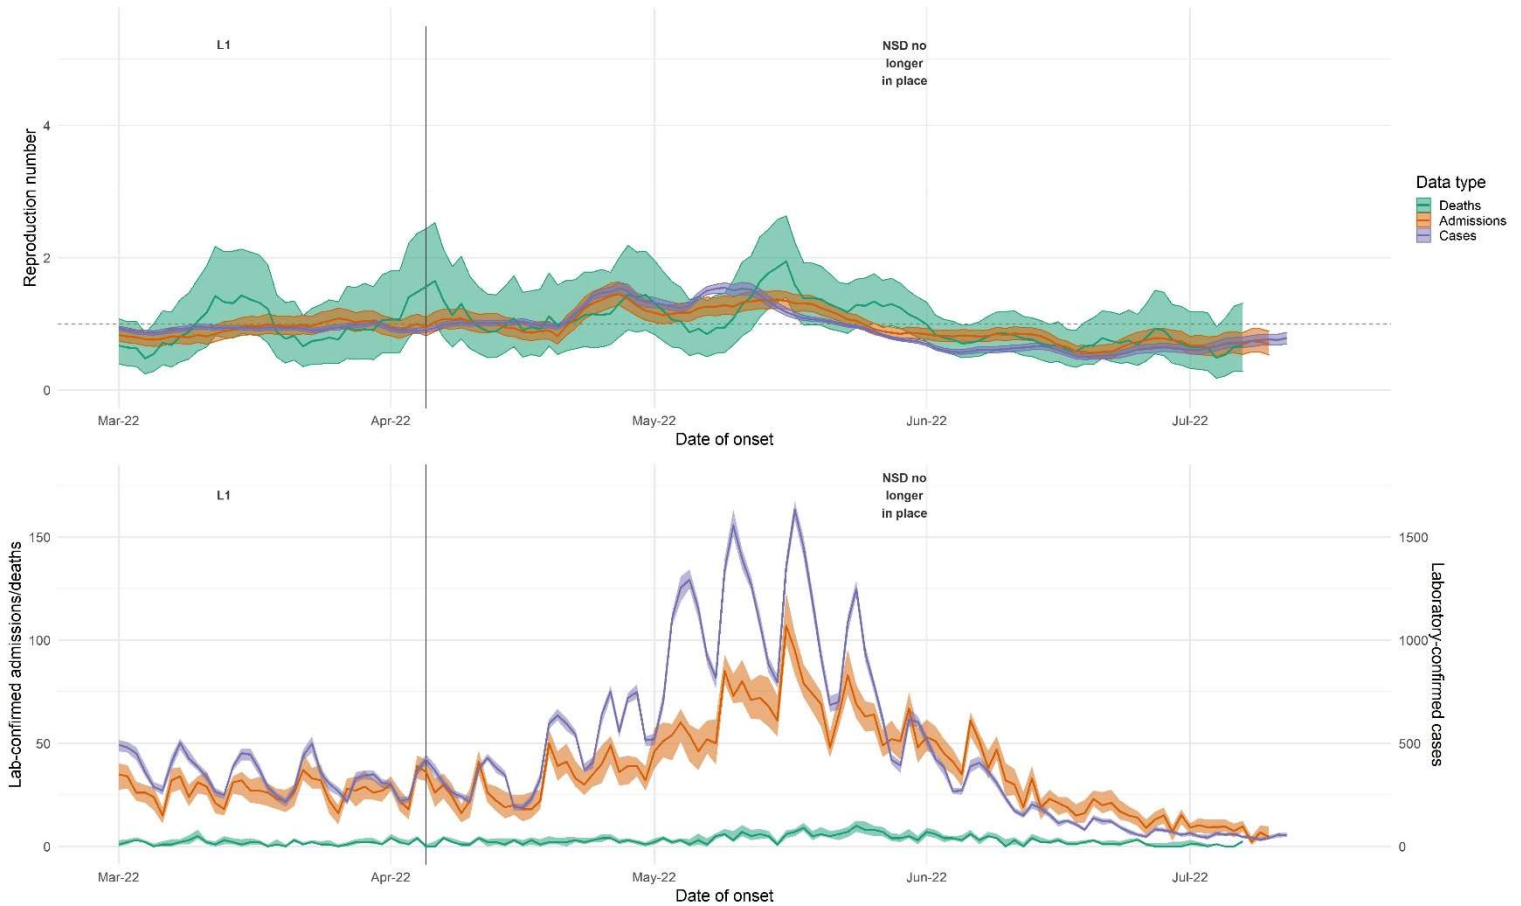 L1
NSD no
longer
in place
4
2
0
Reproduction number
Mar-22
Apr-22
May-22
Jun-22
Jul-22
Date of onset
Data type
Deaths
Admissions
Cases
L1
NSD no
longer
in place
150
100
50
0
Lab-confirmed admissions/deaths
1500
1000
500
0
Laboratory-confirmed cases
Mar-22
Apr-22
May-22
Jun-22
Jul-22
Date of onset